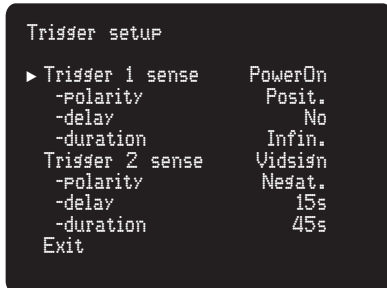 Trigger setup
▶ Trigger 1 sense PowerOn
-polarity Posit.
-delay No
-duration Infin.
Trigger 2 sense Vidsign
-polarity Negat.
-delay 15s
-duration 45s
Exit